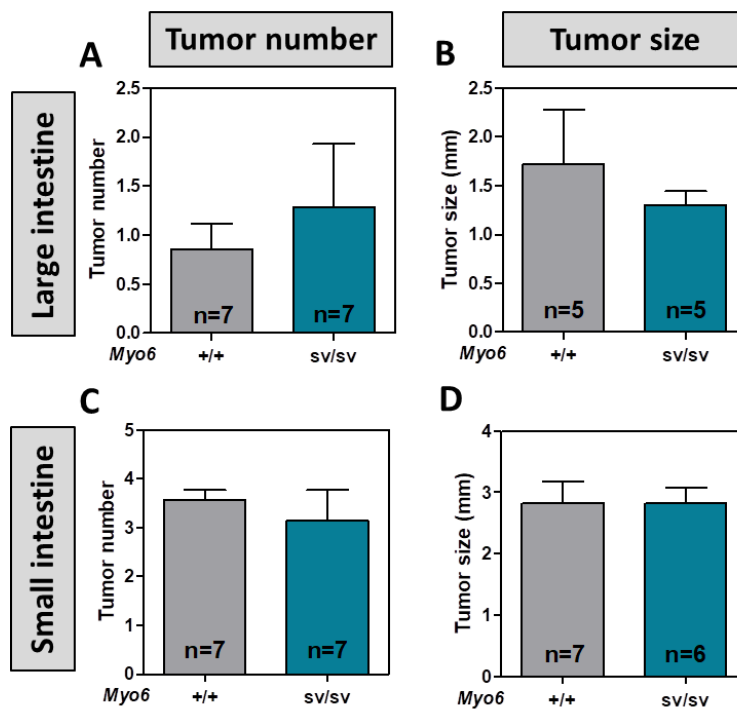 Tumor number
Tumor size
Large intestine
A
Tumor number
2.5
2.0
1.5
1.0
0.5
0.0
n=7
n=7
Myo6 +/+ sv/sv
B
Tumor size (mm)
2.5
2.0
1.5
1.0
0.5
0.0
n=5
n=5
Myo6 +/+ sv/sv
Small intestine
C
Tumor number
5
4
3
2
1
0
n=7
n=7
Myo6 +/+ sv/sv
D
Tumor size (mm)
4
3
2
1
0
n=7
n=6
Myo6 +/+ sv/sv